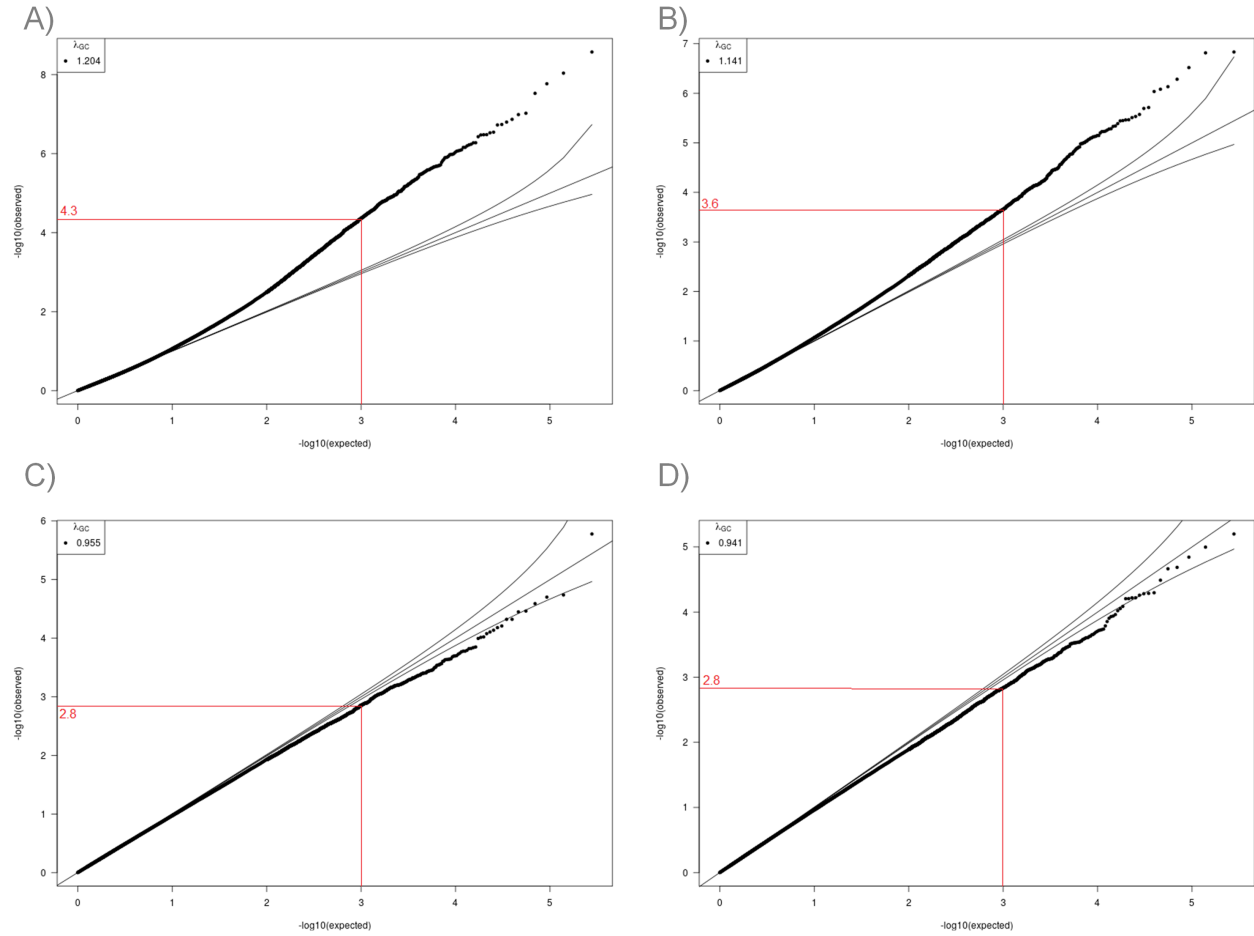 A)
λGC
1.204
8
6
4.3
4
2
0
-log10(observed)
0 1 2 3 4 5
-log10(expected)
B)
λGC
1.141
7
6
5
4
3.6
3
2
1
0
-log10(observed)
0 1 2 3 4 5
-log10(expected)
C)
λGC
0.955
6
5
4
3
2.8
2
1
0
-log10(observed)
0 1 2 3 4 5
-log10(expected)
D)
λGC
0.941
5
4
3
2.8
2
1
0
-log10(observed)
0 1 2 3 4 5
-log10(expected)